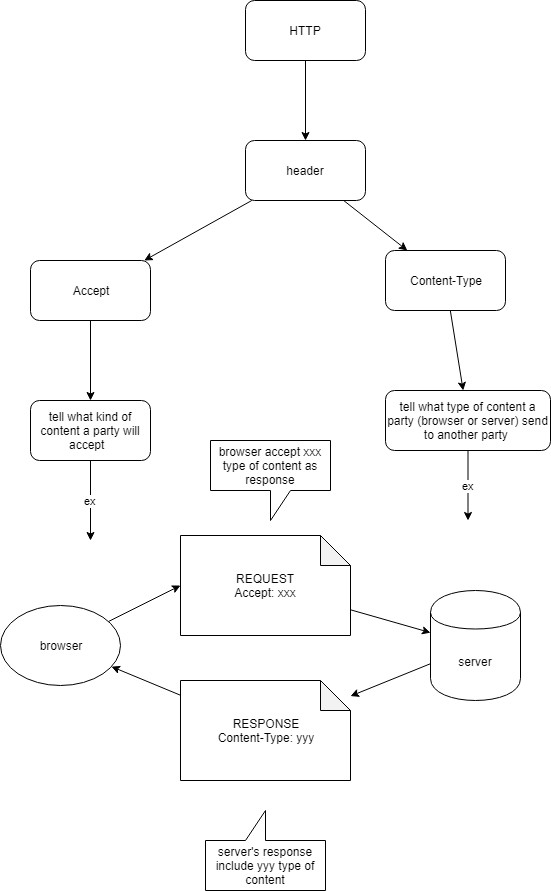 HTTP
header
Accept
Content-Type
tell what kind of
content a party will
accept
tell what type of content a
party (browser or server) send
to another party
browser accept xxx
type of content as
response
ex
ex
REQUEST
Accept: xxx
browser
server
RESPONSE
Content-Type: yyy
server's response
include yyy type of
content